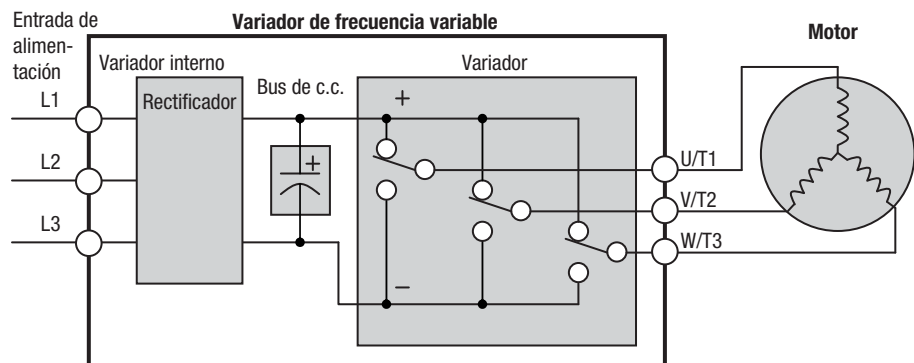 Entrada de
alimen-
tación
Variador de frecuencia variable
Motor
Variador interno
Variador
L1
Rectificador
Bus de c.c.
+
+
L2
L3
–
U/T1
V/T2
W/T3